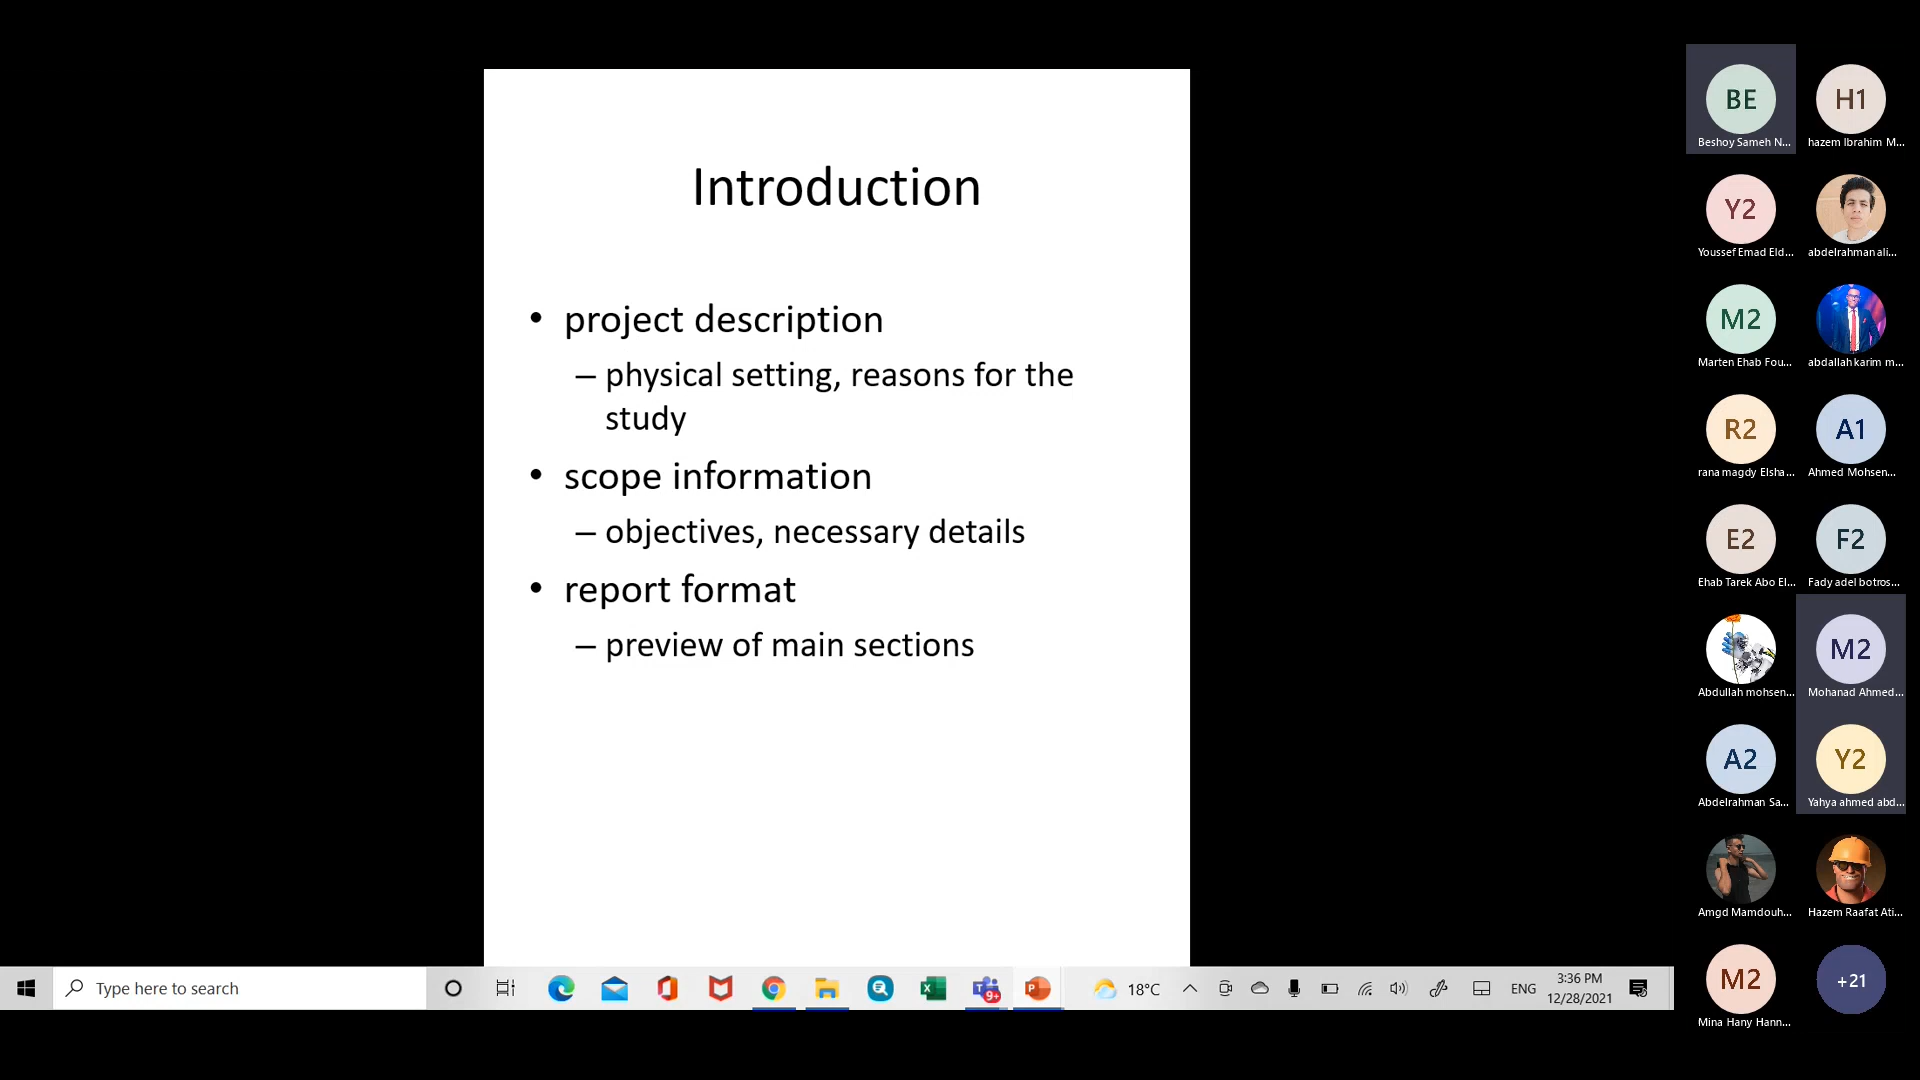 Introduction
• project description
– physical setting, reasons for the
study
• scope information
– objectives, necessary details
• report format
– preview of main sections
BE
Beshoy Sameh N...
H1
hazem Ibrahim M...
Y2
Youssef Emad Eld...
abdelrahman ali...
M2
Marten Ehab Fou...
abdallah karim m...
R2
rana magdy Elsha...
A1
Ahmed Mohsen...
E2
Ehab Tarek Abo El...
F2
Fady adel botros...
Abdullah mohsen...
M2
Mohanad Ahmed...
A2
Abdelrahman Sa...
Y2
Yahya ahmed abd...
Amgd Mamdouh...
Hazem Raafat Ati...
M2
Mina Hany Hann...
+21
Type here to search
9+
18°C
ENG
3:36 PM
12/28/2021